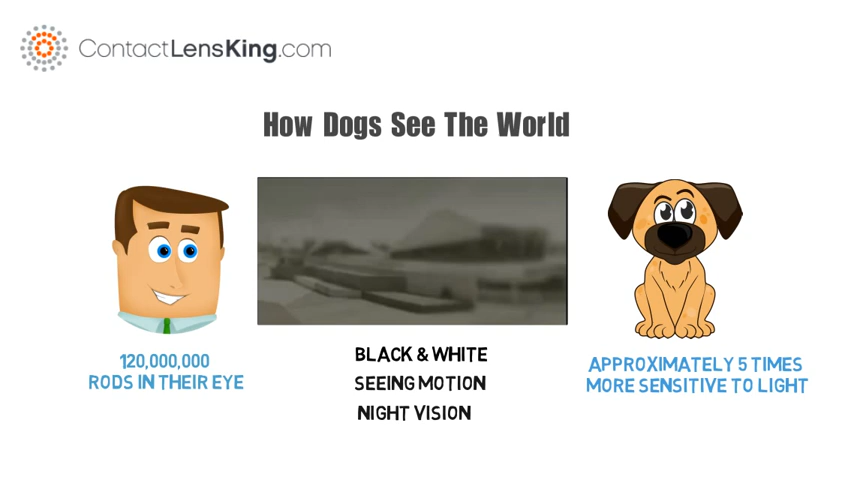 ContactLensKing.com
How Dogs See The World
120,000,000
RODS IN THEIR EYE
BLACK & WHITE
SEEING MOTION
NIGHT VISION
APPROXIMATELY 5 TIMES
MORE SENSITIVE TO LIGHT